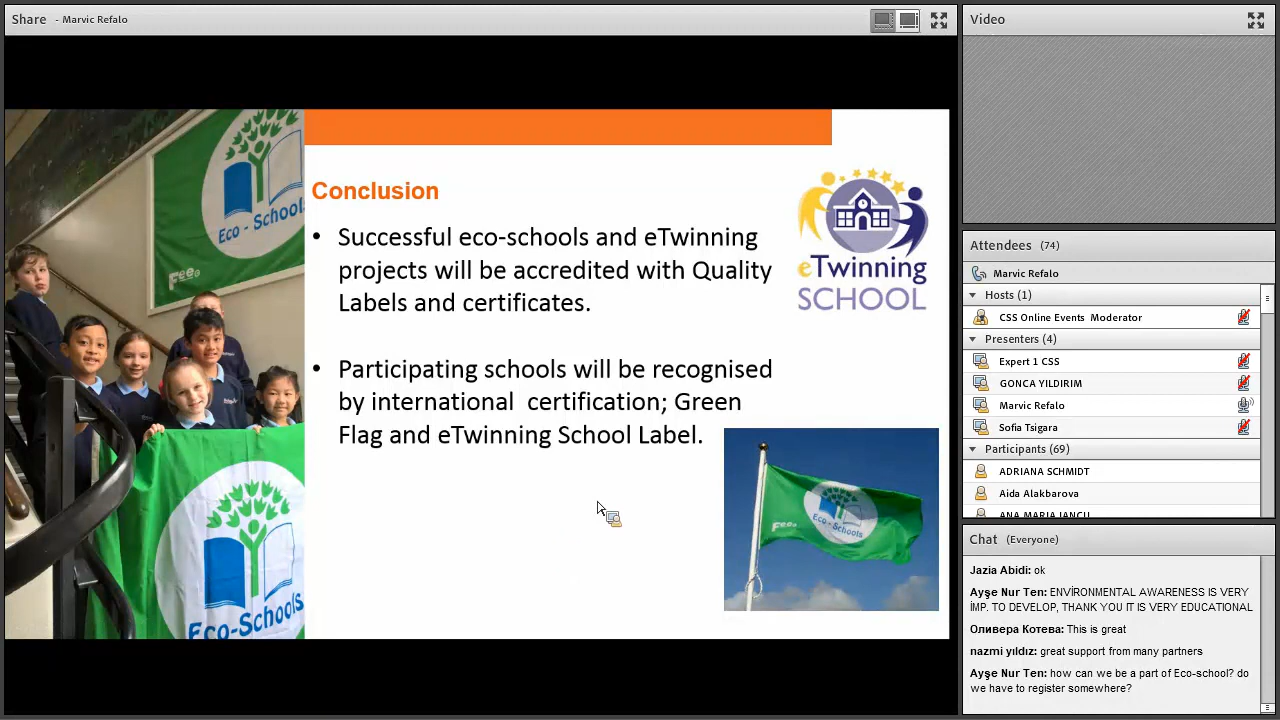 Share - Marvic Refalo
Eco - Schools
Fee
Eco-Schools
Conclusion
• Successful eco-schools and eTwinning
projects will be accredited with Quality
Labels and certificates.
• Participating schools will be recognised
by international certification; Green
Flag and eTwinning School Label.
eTwinning
SCHOOL
Fee
Eco-Schools
Video
Attendees (74)
Marvic Refalo
Hosts (1)
CSS Online Events Moderator
Presenters (4)
Expert 1 CSS
GONCA YILDIRIM
Marvic Refalo
Sofia Tsigara
Participants (69)
ADRIANA SCHMIDT
Aida Alakbarova
ANA MARIA IANCU
Chat (Everyone)
Jazia Abidi: ok
Ayşe Nur Ten: ENVİRONMENTAL AWARENESS IS VERY
İMP. TO DEVELOP, THANK YOU IT IS VERY EDUCATIONAL
Оливера Котева: This is great
nazmi yıldız: great support from many partners
Ayşe Nur Ten: how can we be a part of Eco-school? do
we have to register somewhere?